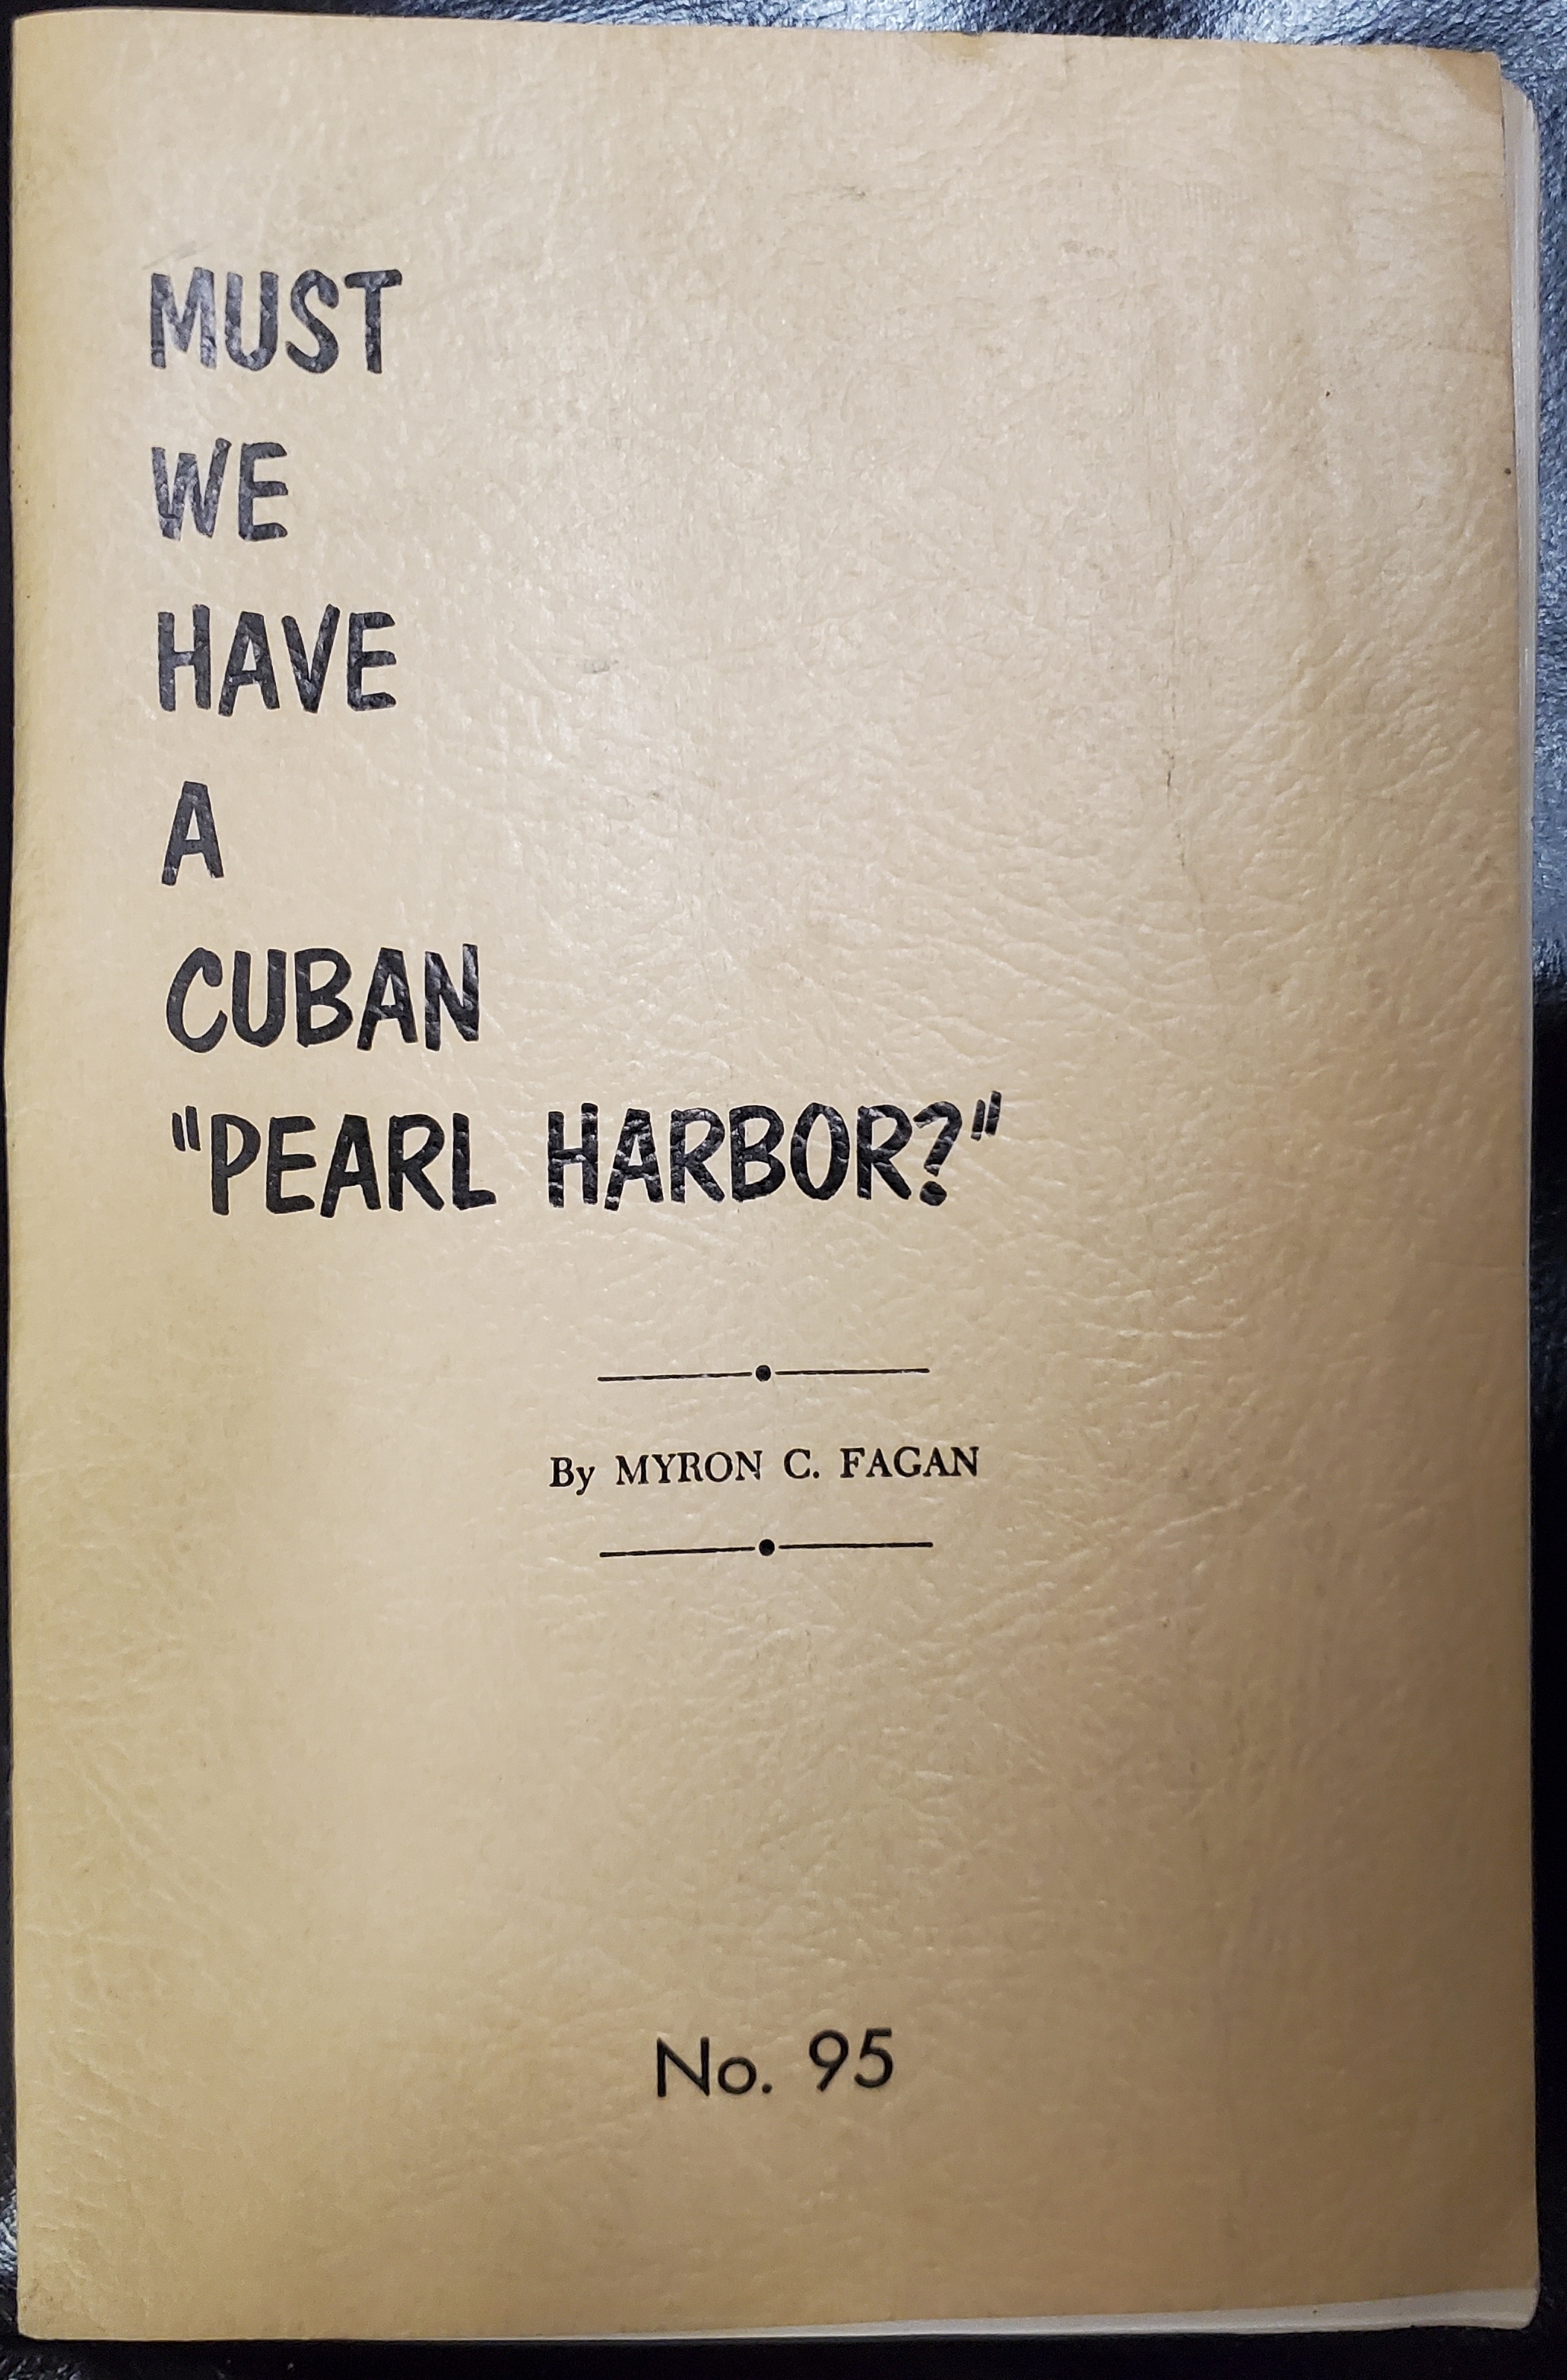 MUST
WE
HAVE
A
CUBAN
"PEARL HARBOR?"
By MYRON C. FAGAN
No. 95